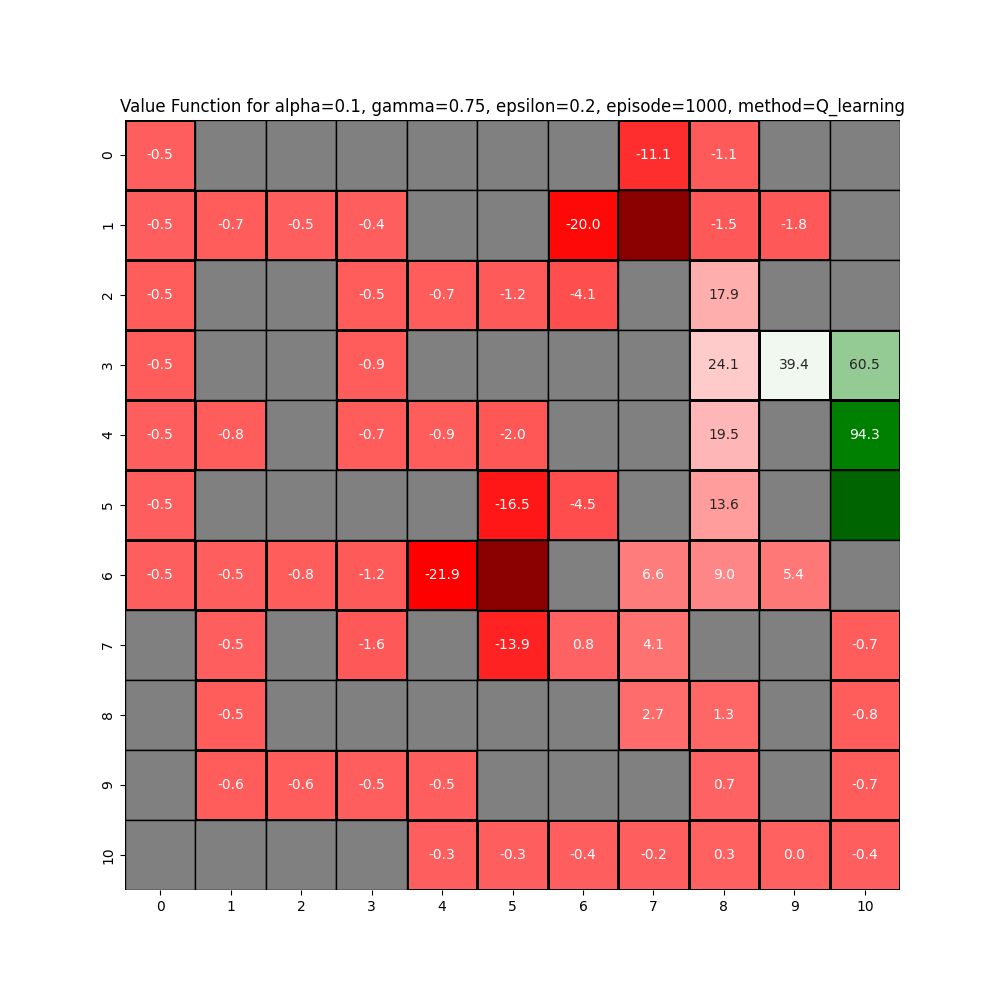 Value Function for alpha=0.1, gamma=0.75, epsilon=0.2, episode=1000, method=Q_learning
0 -0.5 -11.1 -1.1
1 -0.5 -0.7 -0.5 -0.4 -20.0 -1.5 -1.8
2 -0.5 -0.5 -0.7 -1.2 -4.1 17.9
3 -0.5 -0.9 24.1 39.4 60.5
4 -0.5 -0.8 -0.7 -0.9 -2.0 19.5 94.3
5 -0.5 -16.5 -4.5 13.6
6 -0.5 -0.5 -0.8 -1.2 -21.9 6.6 9.0 5.4
7 -0.5 -1.6 -13.9 0.8 4.1 -0.7
8 -0.5 2.7 1.3 -0.8
9 -0.6 -0.6 -0.5 -0.5 0.7 -0.7
10 -0.3 -0.3 -0.4 -0.2 0.3 0.0 -0.4
0 1 2 3 4 5 6 7 8 9 10